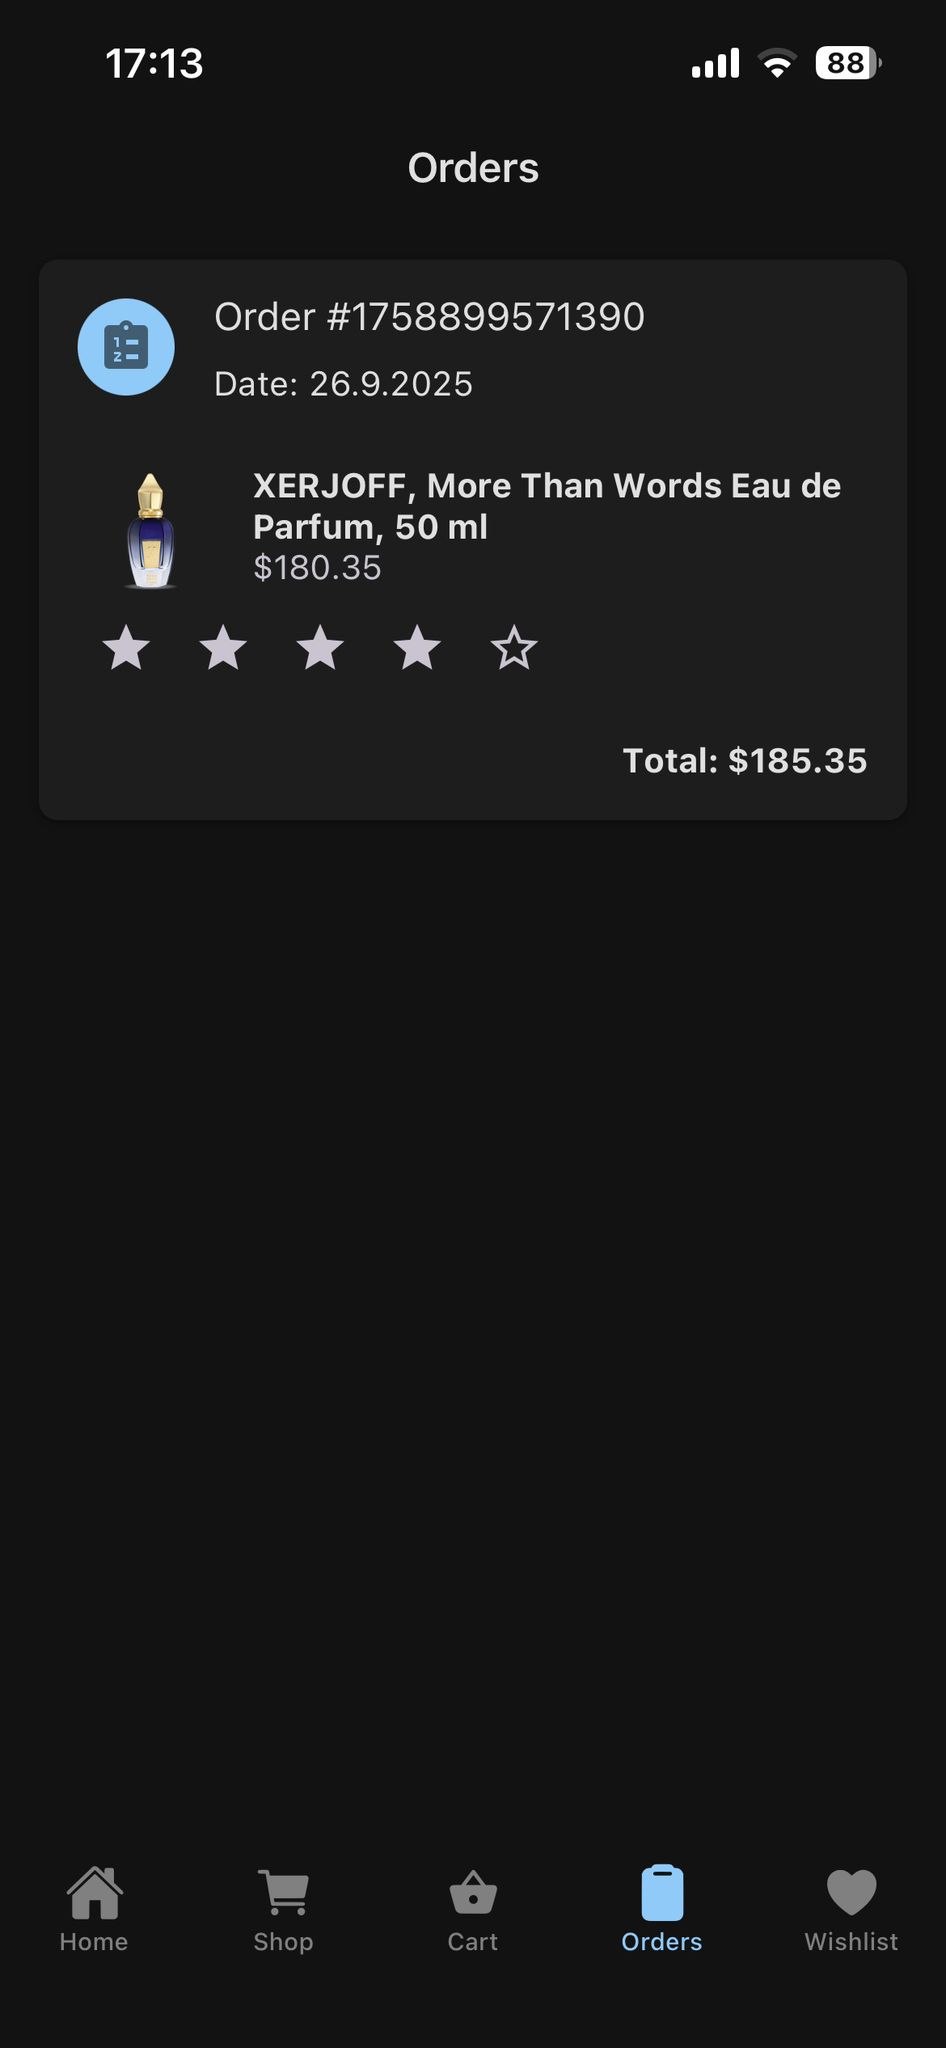 17:13
88
Orders
Order #1758899571390
Date: 26.9.2025
XERJOFF, More Than Words Eau de
Parfum, 50 ml
$180.35
Total: $185.35
Home
Shop
Cart
Orders
Wishlist